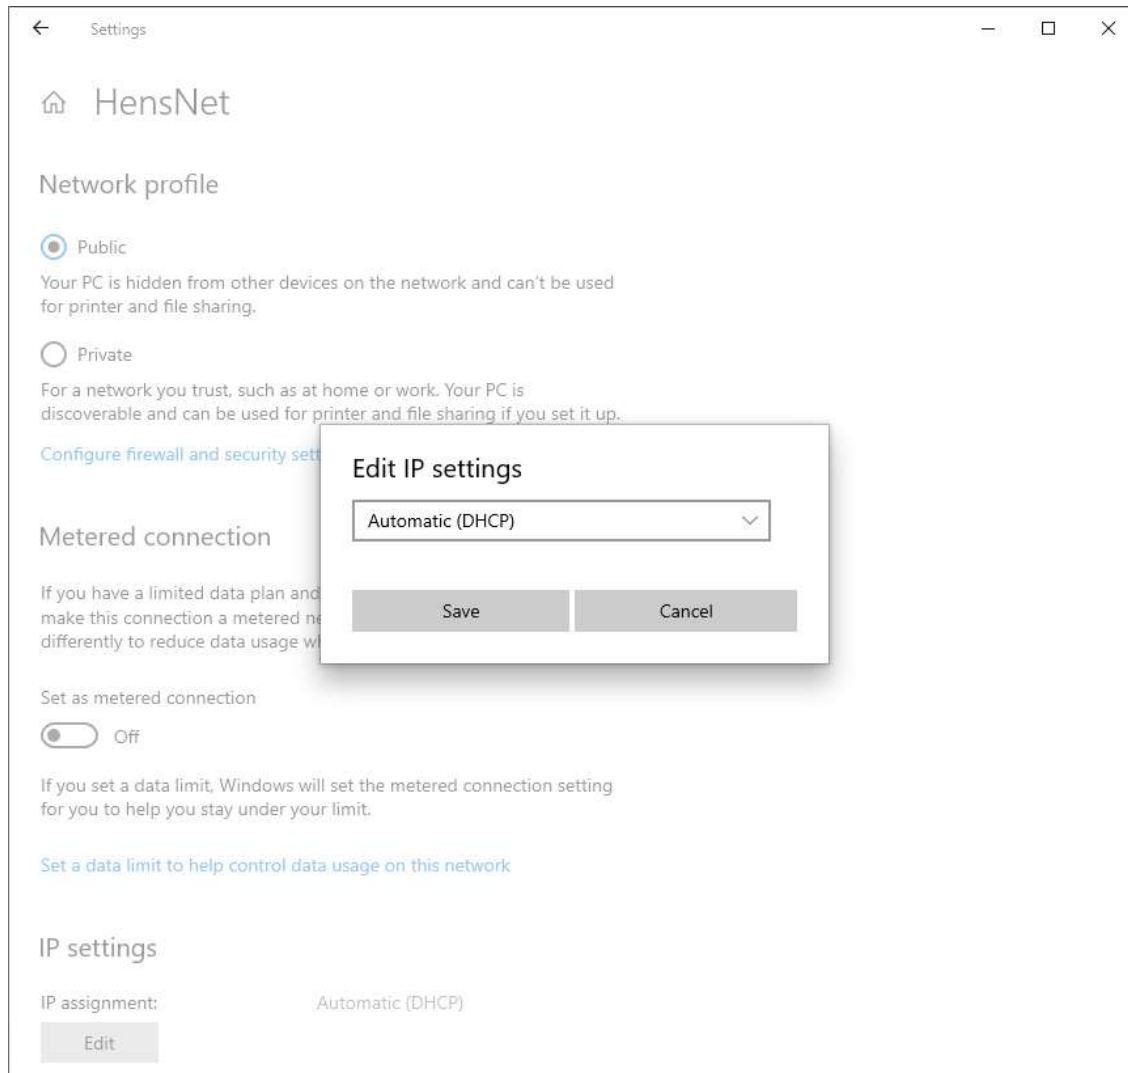 Settings
HensNet
Network profile
Public
Your PC is hidden from other devices on the network and can't be used
for printer and file sharing.
Private
For a network you trust, such as at home or work. Your PC is
discoverable and can be used for printer and file sharing if you set it up.
Configure firewall and security sett
Edit IP settings
Automatic (DHCP)
Save
Cancel
Metered connection
If you have a limited data plan and
make this connection a metered ne
differently to reduce data usage wh
Set as metered connection
Off
If you set a data limit, Windows will set the metered connection setting
for you to help you stay under your limit.
Set a data limit to help control data usage on this network
IP settings
IP assignment: Automatic (DHCP)
Edit